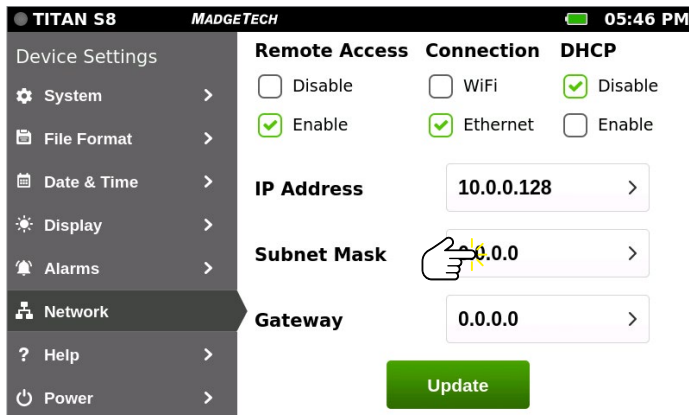 TITAN S8 MADGETECH 05:46 PM
Device Settings
System
File Format
Date & Time
Display
Alarms
Network
Help
Power
Remote Access Connection DHCP
Disable WiFi Disable
Enable Ethernet Enable
IP Address 10.0.0.128
Subnet Mask .0.0
Gateway 0.0.0.0
Update